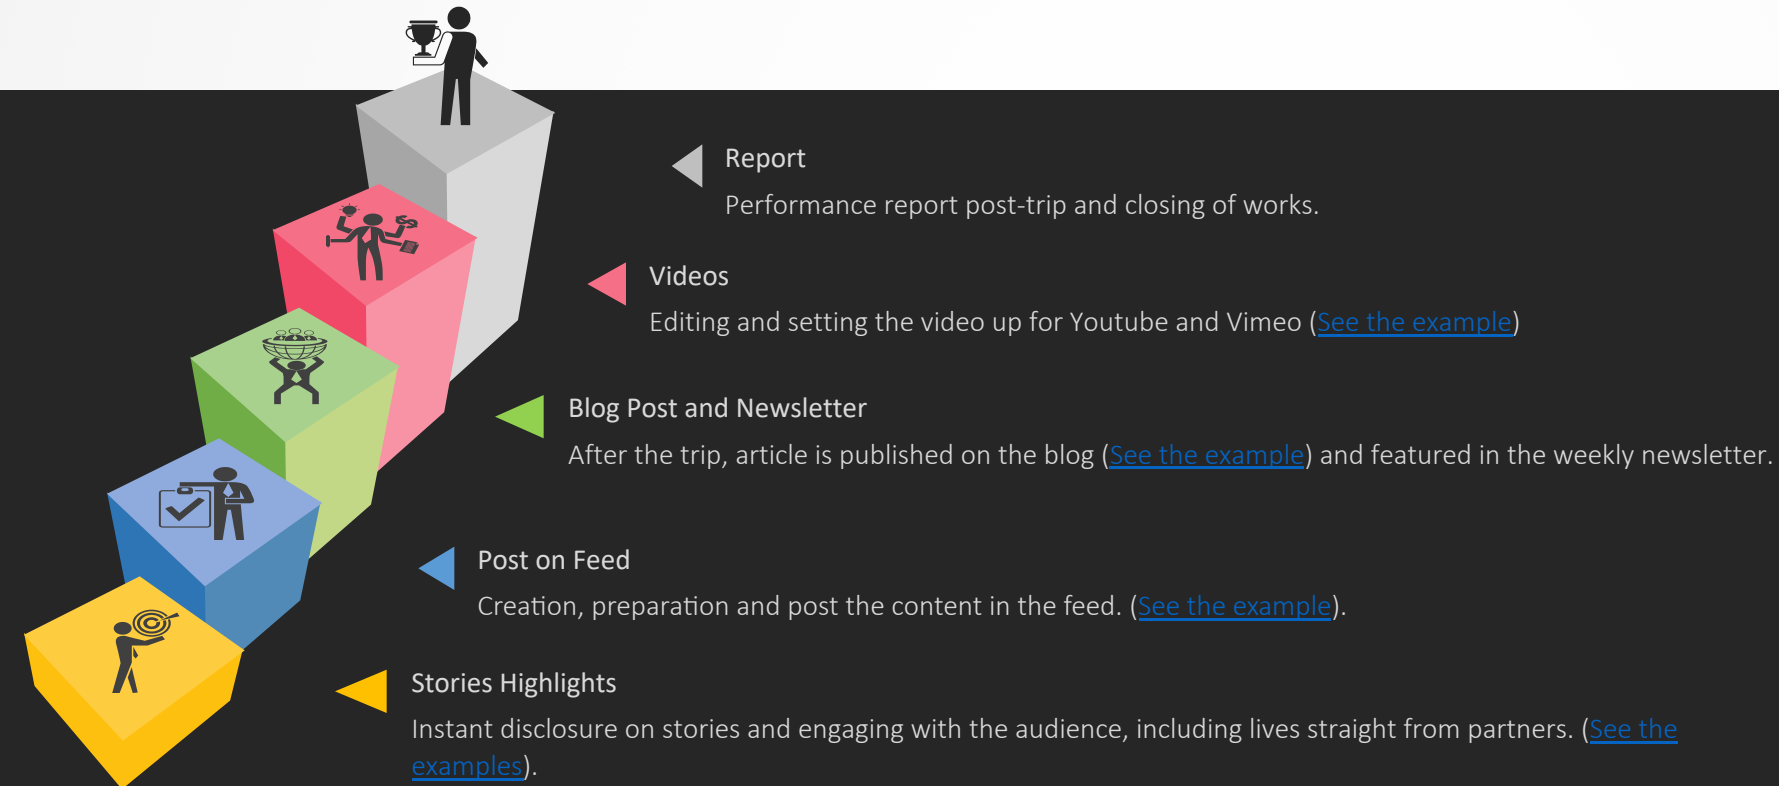 Report
Performance report post-trip and closing of works.
Videos
Editing and setting the video up for Youtube and Vimeo (See the example)
Blog Post and Newsletter
After the trip, article is published on the blog (See the example) and featured in the weekly newsletter.
Post on Feed
Creation, preparation and post the content in the feed. (See the example).
Stories Highlights
Instant disclosure on stories and engaging with the audience, including lives straight from partners. (See the
examples).